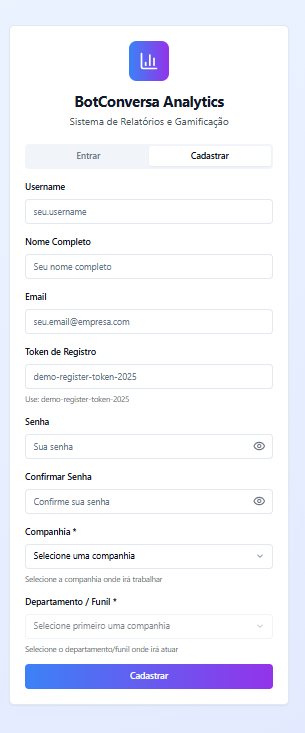 BotConversa Analytics
Sistema de Relatórios e Gamificação
Entrar
Cadastrar
Username
seu.username
Nome Completo
Seu nome completo
Email
seu.email@empresa.com
Token de Registro
demo-register-token-2025
Use: demo-register-token-2025
Senha
Sua senha
Confirmar Senha
Confirme sua senha
Companhia *
Selecione uma companhia
Selecione a companhia onde irá trabalhar
Departamento / Funil *
Selecione primeiro uma companhia
Selecione o departamento/funil onde irá atuar
Cadastrar